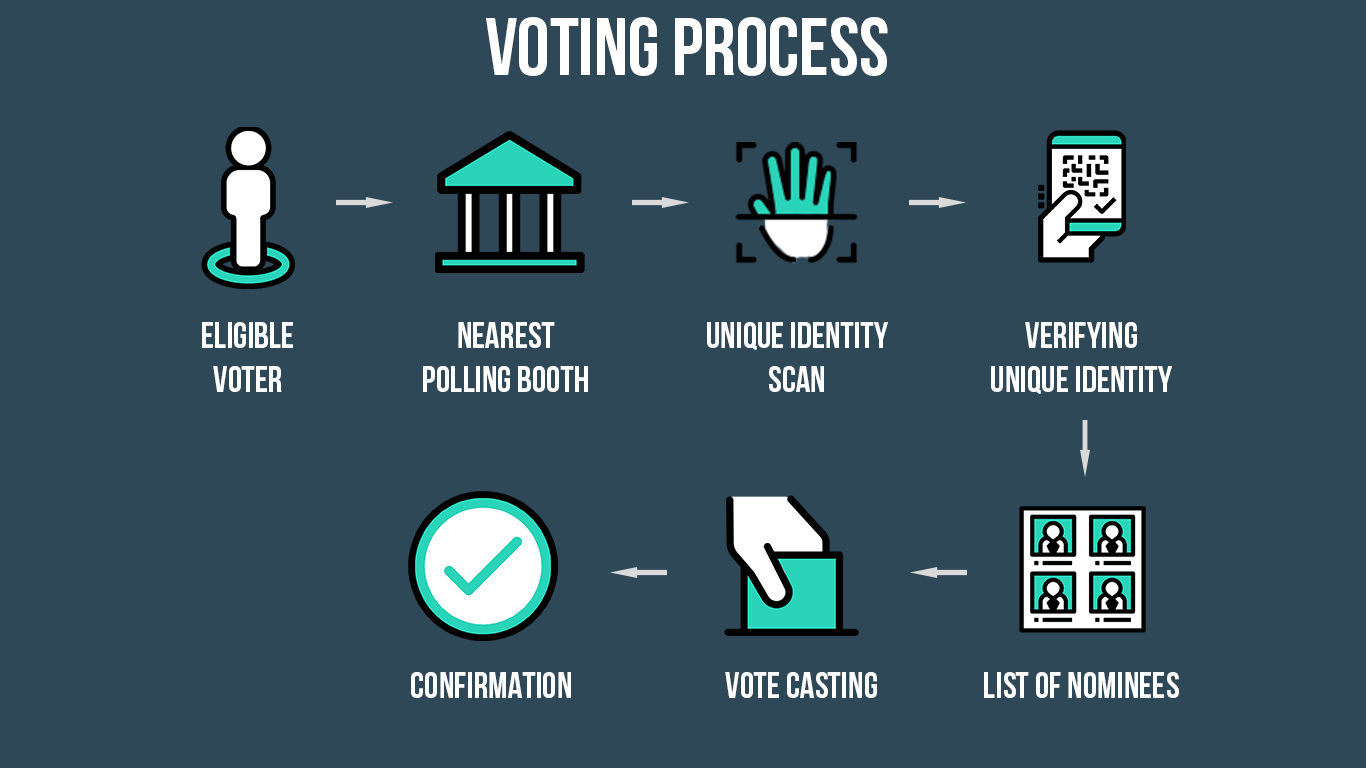 VOTING PROCESS
ELIGIBLE
VOTER
NEAREST
POLLING BOOTH
UNIQUE IDENTITY
SCAN
VERIFYING
UNIQUE IDENTITY
CONFIRMATION
VOTE CASTING
LIST OF NOMINEES